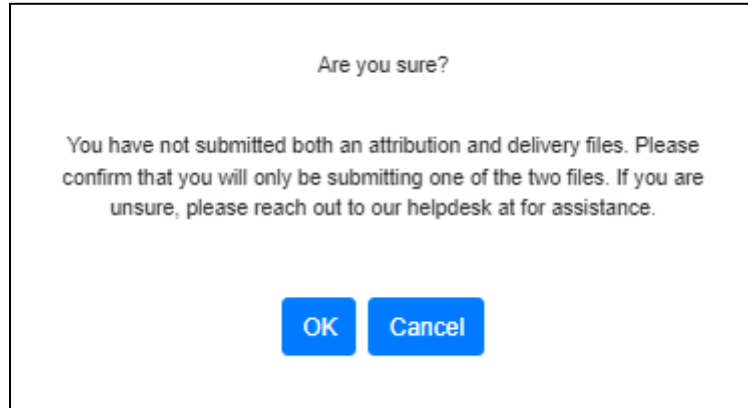 Are you sure?
You have not submitted both an attribution and delivery files. Please
confirm that you will only be submitting one of the two files. If you are
unsure, please reach out to our helpdesk at for assistance.
OK Cancel